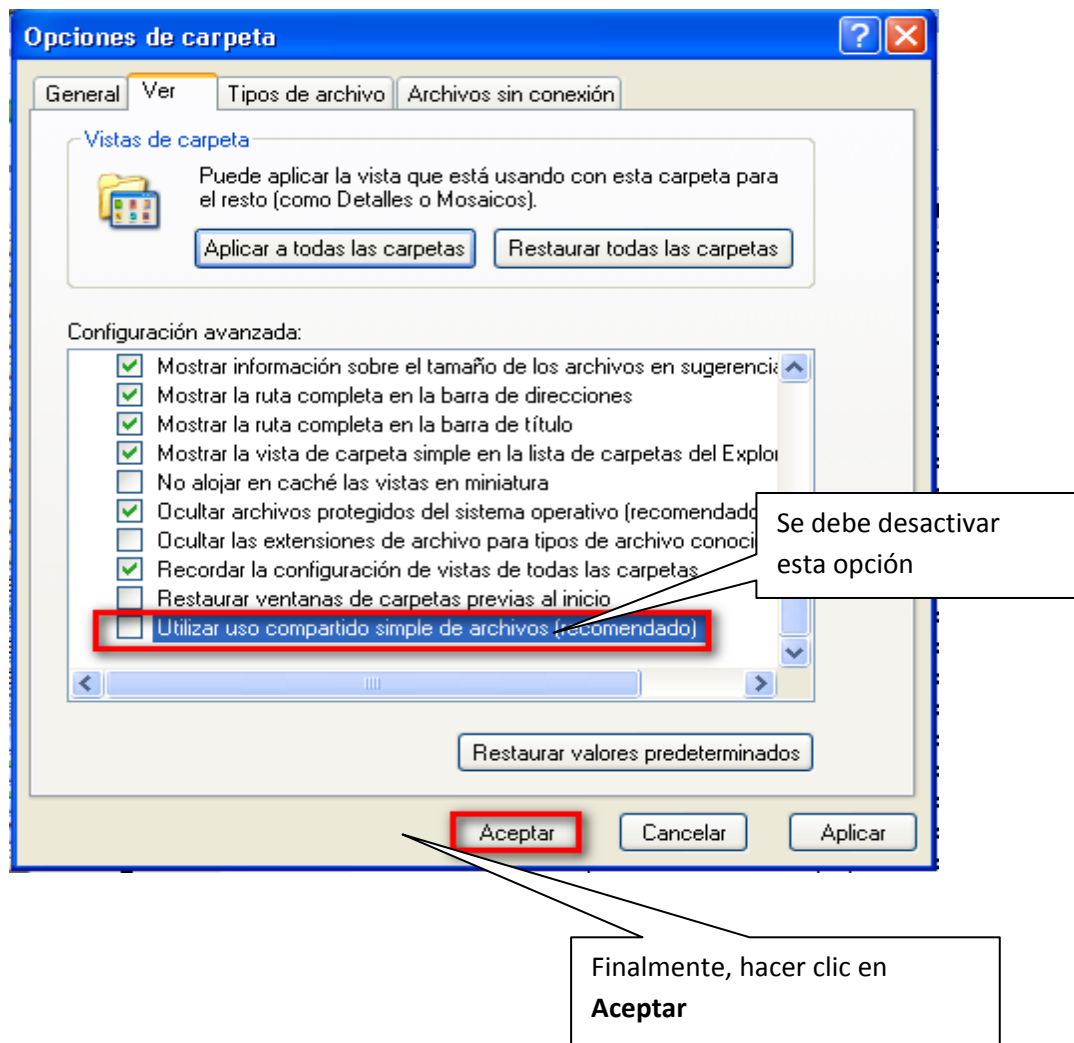 Opciones de carpeta
General
Ver
Tipos de archivo
Archivos sin conexión
Vistas de carpeta
Puede aplicar la vista que está usando con esta carpeta para
el resto (como Detalles o Mosaicos).
Aplicar a todas las carpetas
Restaurar todas las carpetas
Configuración avanzada:
Mostrar información sobre el tamaño de los archivos en sugerencia
Mostrar la ruta completa en la barra de direcciones
Mostrar la ruta completa en la barra de título
Mostrar la vista de carpeta simple en la lista de carpetas del Explor
No alojar en caché las vistas en miniatura
Ocultar archivos protegidos del sistema operativo (recomendado
Ocultar las extensiones de archivo para tipos de archivo conoci
Recordar la configuración de vistas de todas las carpetas
Restaurar ventanas de carpetas previas al inicio
Utilizar uso compartido simple de archivos (recomendado)
Se debe desactivar
esta opción
Restaurar valores predeterminados
Aceptar
Cancelar
Aplicar
Finalmente, hacer clic en
Aceptar